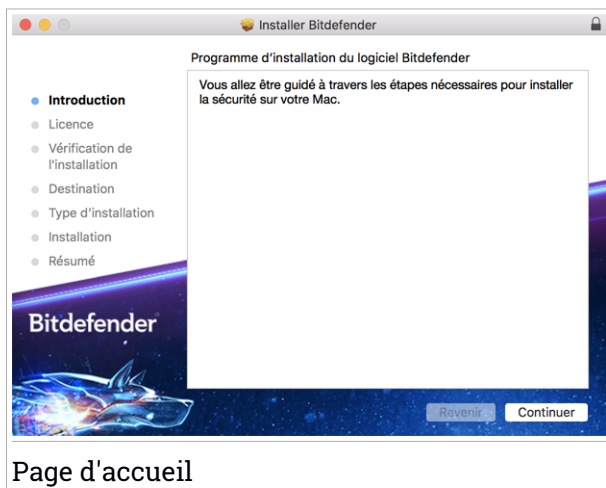 Installer Bitdefender
Programme d'installation du logiciel Bitdefender
Introduction
Licence
Vérification de
l'installation
Destination
Type d'installation
Installation
Résumé
Vous allez être guidé à travers les étapes nécessaires pour installer
la sécurité sur votre Mac.
Bitdefender
Revenir
Continuer
Page d'accueil